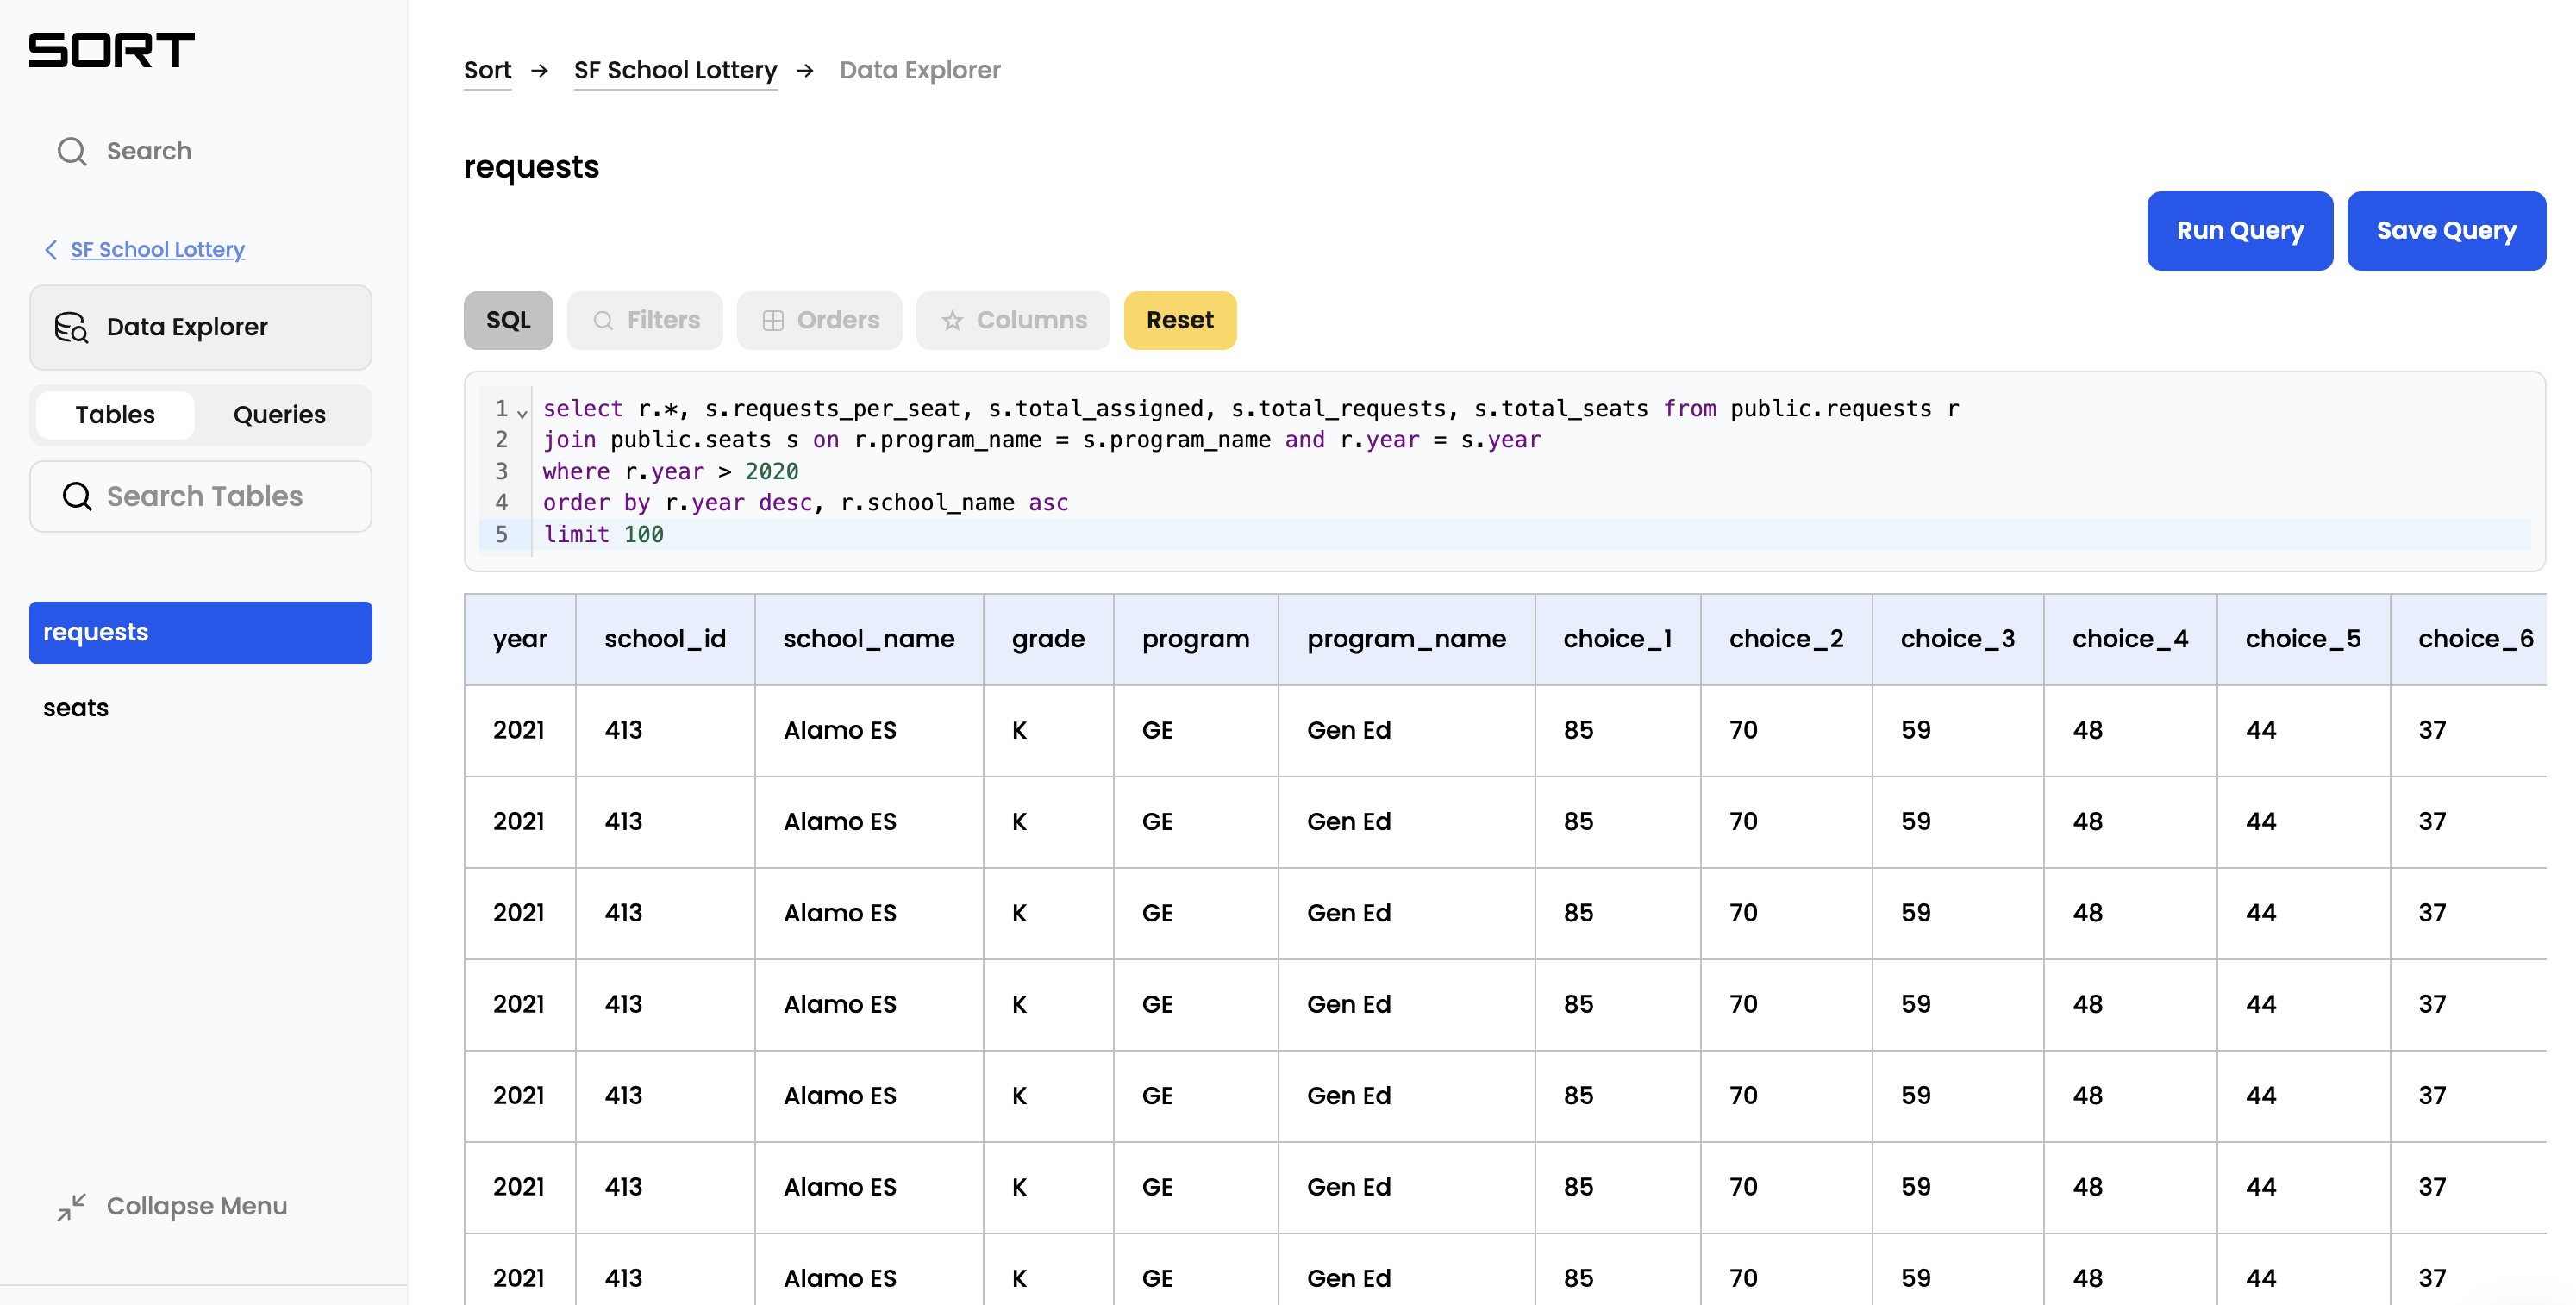 SORT
Search
SF School Lottery
Data Explorer
Tables Queries
Search Tables
requests
seats
Collapse Menu
Sort → SF School Lottery → Data Explorer
requests
Run Query Save Query
SQL Filters Orders Columns Reset
1 select r.*, s.requests_per_seat, s.total_assigned, s.total_requests, s.total_seats from public.requests r
2 join public.seats s on r.program_name = s.program_name and r.year = s.year
3 where r.year > 2020
4 order by r.year desc, r.school_name asc
5 limit 100
year school_id school_name grade program program_name choice_1 choice_2 choice_3 choice_4 choice_5 choice_6
2021 413 Alamo ES K GE Gen Ed 85 70 59 48 44 37
2021 413 Alamo ES K GE Gen Ed 85 70 59 48 44 37
2021 413 Alamo ES K GE Gen Ed 85 70 59 48 44 37
2021 413 Alamo ES K GE Gen Ed 85 70 59 48 44 37
2021 413 Alamo ES K GE Gen Ed 85 70 59 48 44 37
2021 413 Alamo ES K GE Gen Ed 85 70 59 48 44 37
2021 413 Alamo ES K GE Gen Ed 85 70 59 48 44 37